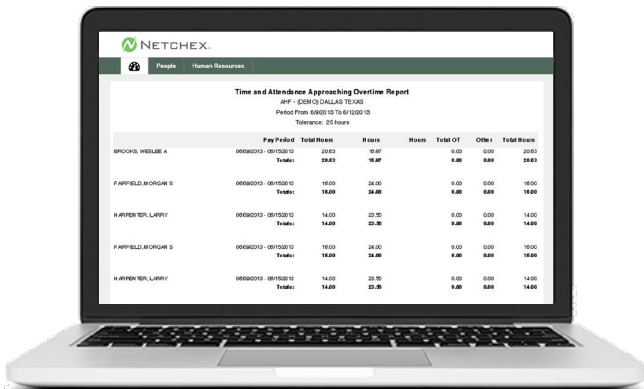 NETCHEX.
People Human Resources
Time and Attendance Approaching Overtime Report
AHF - (DEMO) DALLAS TEXAS
Period From 6/9/2013 To 6/12/2013
Tolerance: 25 hours
Pay Period Total Hours Hours Hours Total OT Other Total Hours
BROOKS, WESLEE A 06/09/2013 - 06/15/2013 20.63 16.87 0.00 0.00 20.63
Totals: 20.63 16.87 0.00 0.00 20.63
FAIRFIELD, MORGAN S 06/09/2013 - 06/15/2013 16.00 24.00 0.00 0.00 16.00
Totals: 16.00 24.00 0.00 0.00 16.00
HARPENTER, LARRY 06/09/2013 - 06/15/2013 14.00 23.50 0.00 0.00 14.00
Totals: 14.00 23.50 0.00 0.00 14.00
FAIRFIELD, MORGAN S 06/09/2013 - 06/15/2013 16.00 24.00 0.00 0.00 16.00
Totals: 16.00 24.00 0.00 0.00 16.00
HARPENTER, LARRY 06/09/2013 - 06/15/2013 14.00 23.50 0.00 0.00 14.00
Totals: 14.00 23.50 0.00 0.00 14.00